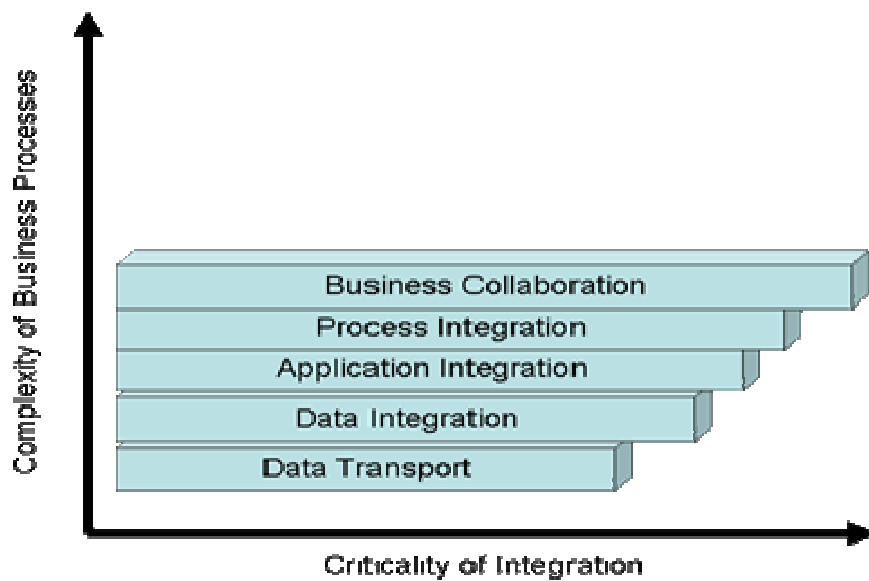 Complexity of Business Processes
Business Collaboration
Process Integration
Application Integration
Data Integration
Data Transport
Criticality of Integration